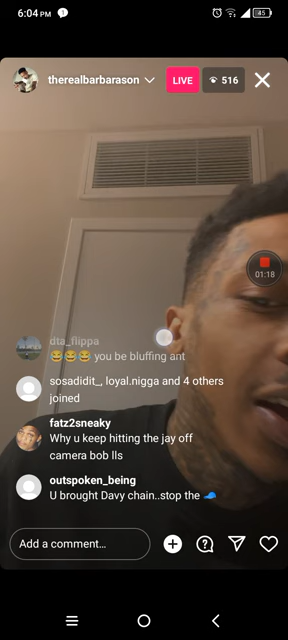 6:04 PM
45
therealbarbarason
LIVE
516
01:18
dta_flippa
😂😂😂 you be bluffing ant
sosadidit_, loyal.nigga and 4 others
joined
fatz2sneaky
Why u keep hitting the jay off
camera bob lls
outspoken_being
U brought Davy chain..stop the 🧢
Add a comment...